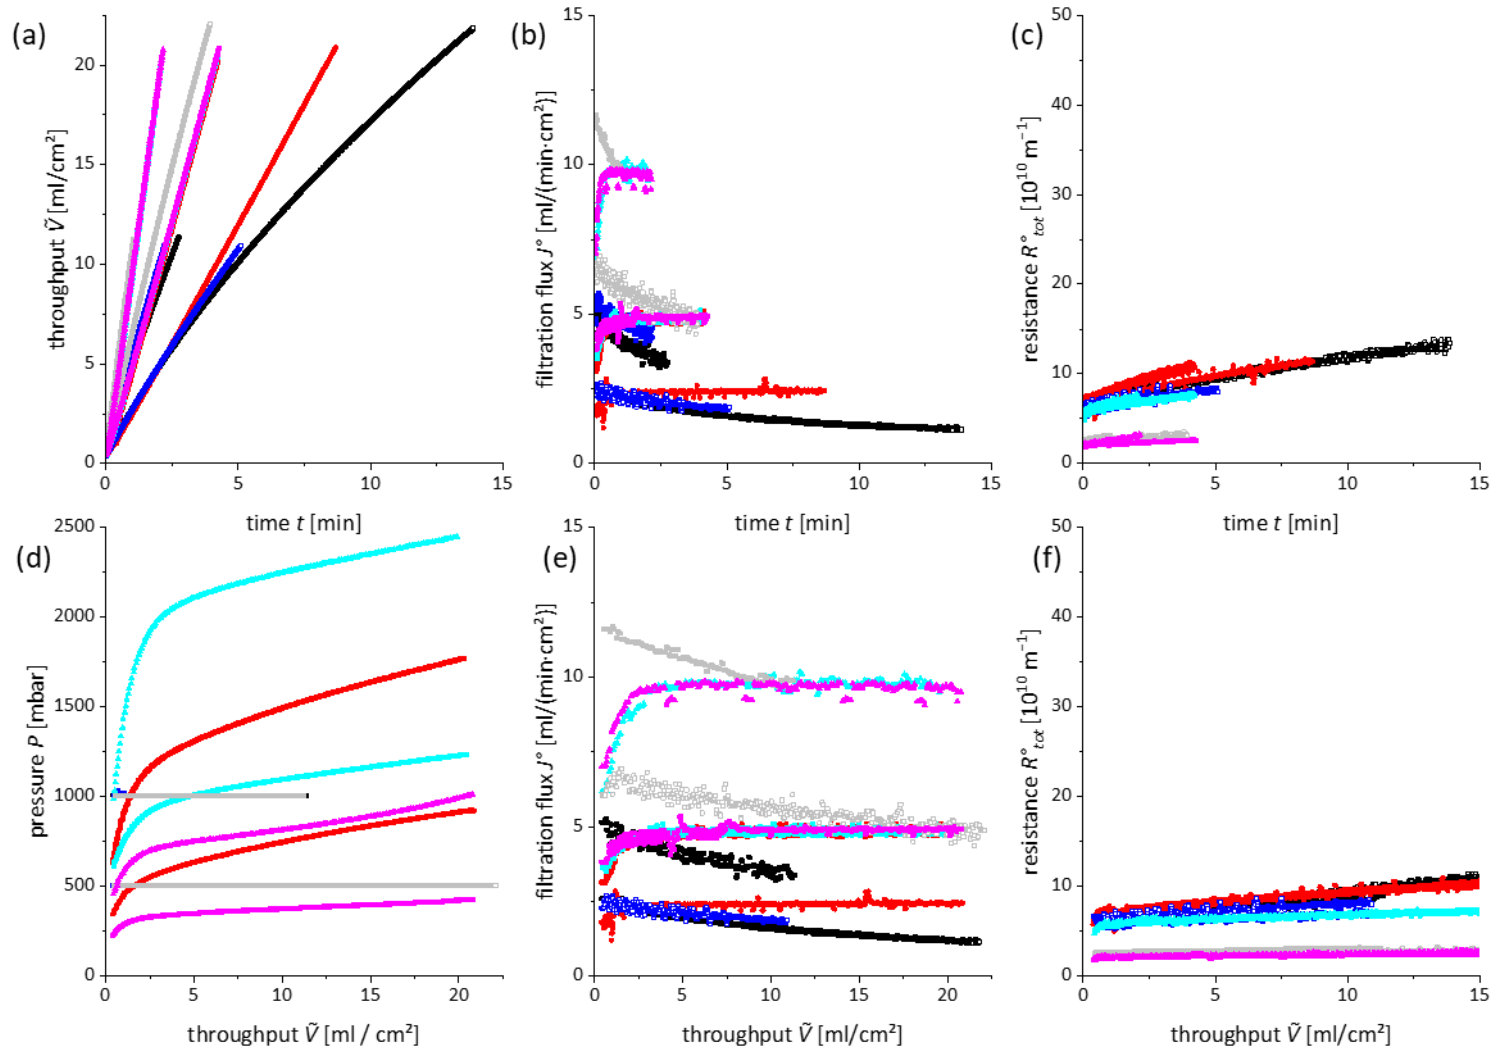 (a)
throughput Ṽ [ml/cm²]
20
15
10
5
0
0 5 10 15
time t [min]
(b)
filtration flux J° [ml/(min·cm²)]
15
10
5
0
0 5 10 15
time t [min]
(c)
resistance R°tot [10¹⁰ m⁻¹]
50
40
30
20
10
0
0 5 10 15
time t [min]
(d)
pressure P [mbar]
2500
2000
1500
1000
500
0
0 5 10 15 20
throughput Ṽ [ml / cm²]
(e)
filtration flux J° [ml/(min·cm²)]
15
10
5
0
0 5 10 15 20
throughput Ṽ [ml/cm²]
(f)
resistance R°tot [10¹⁰ m⁻¹]
50
40
30
20
10
0
0 5 10 15
throughput Ṽ [ml/cm²]